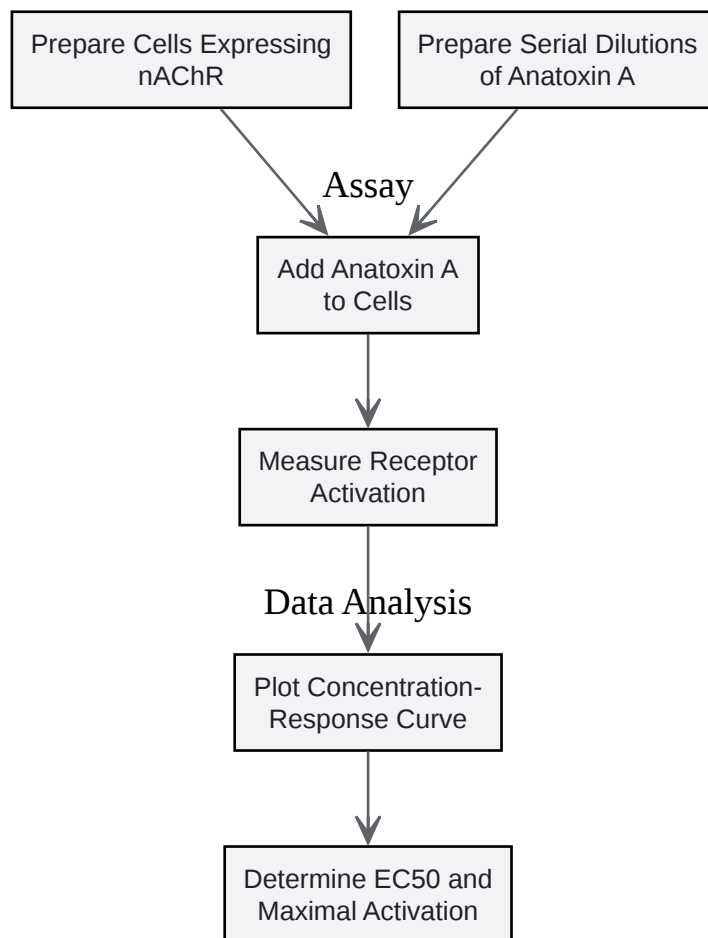 Prepare Cells Expressing
nAChR
Prepare Serial Dilutions
of Anatoxin A
Assay
Add Anatoxin A
to Cells
Measure Receptor
Activation
Data Analysis
Plot Concentration-
Response Curve
Determine EC50 and
Maximal Activation